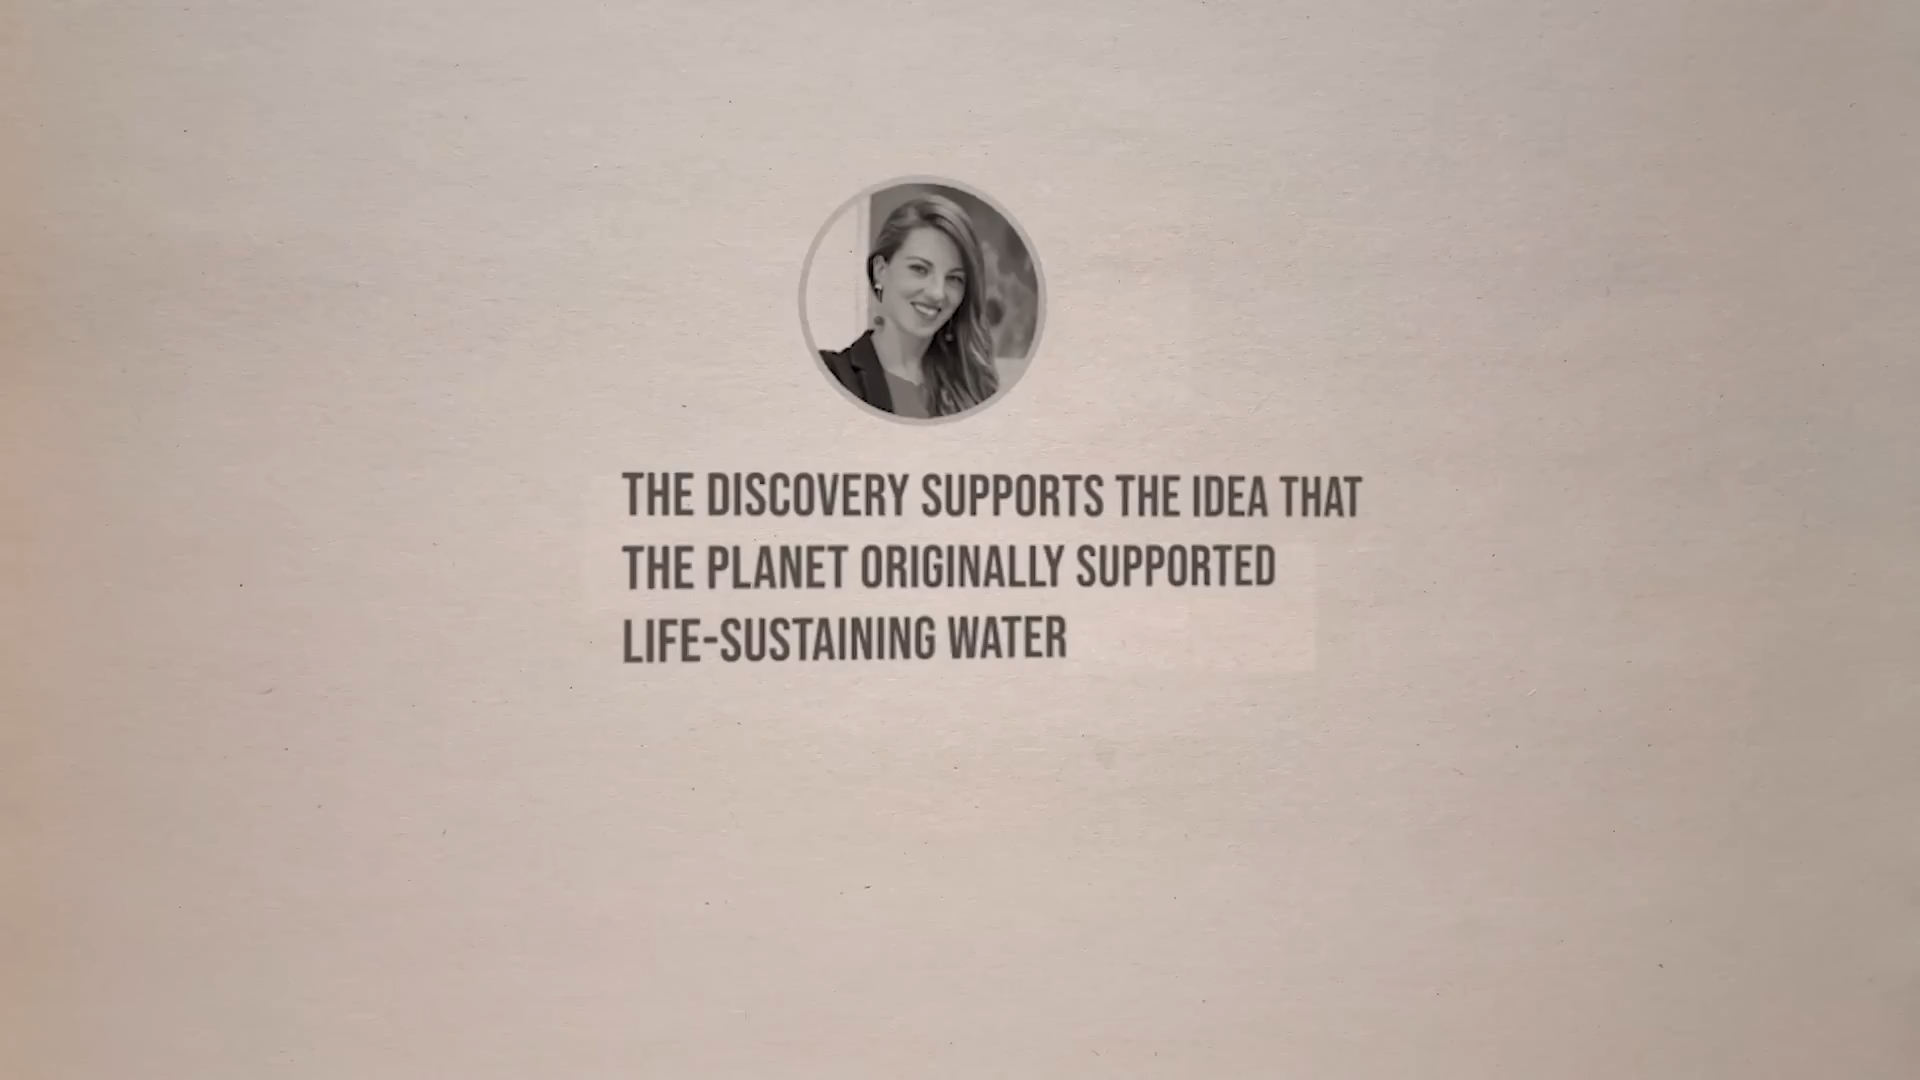 THE DISCOVERY SUPPORTS THE IDEA THAT
THE PLANET ORIGINALLY SUPPORTED
LIFE-SUSTAINING WATER